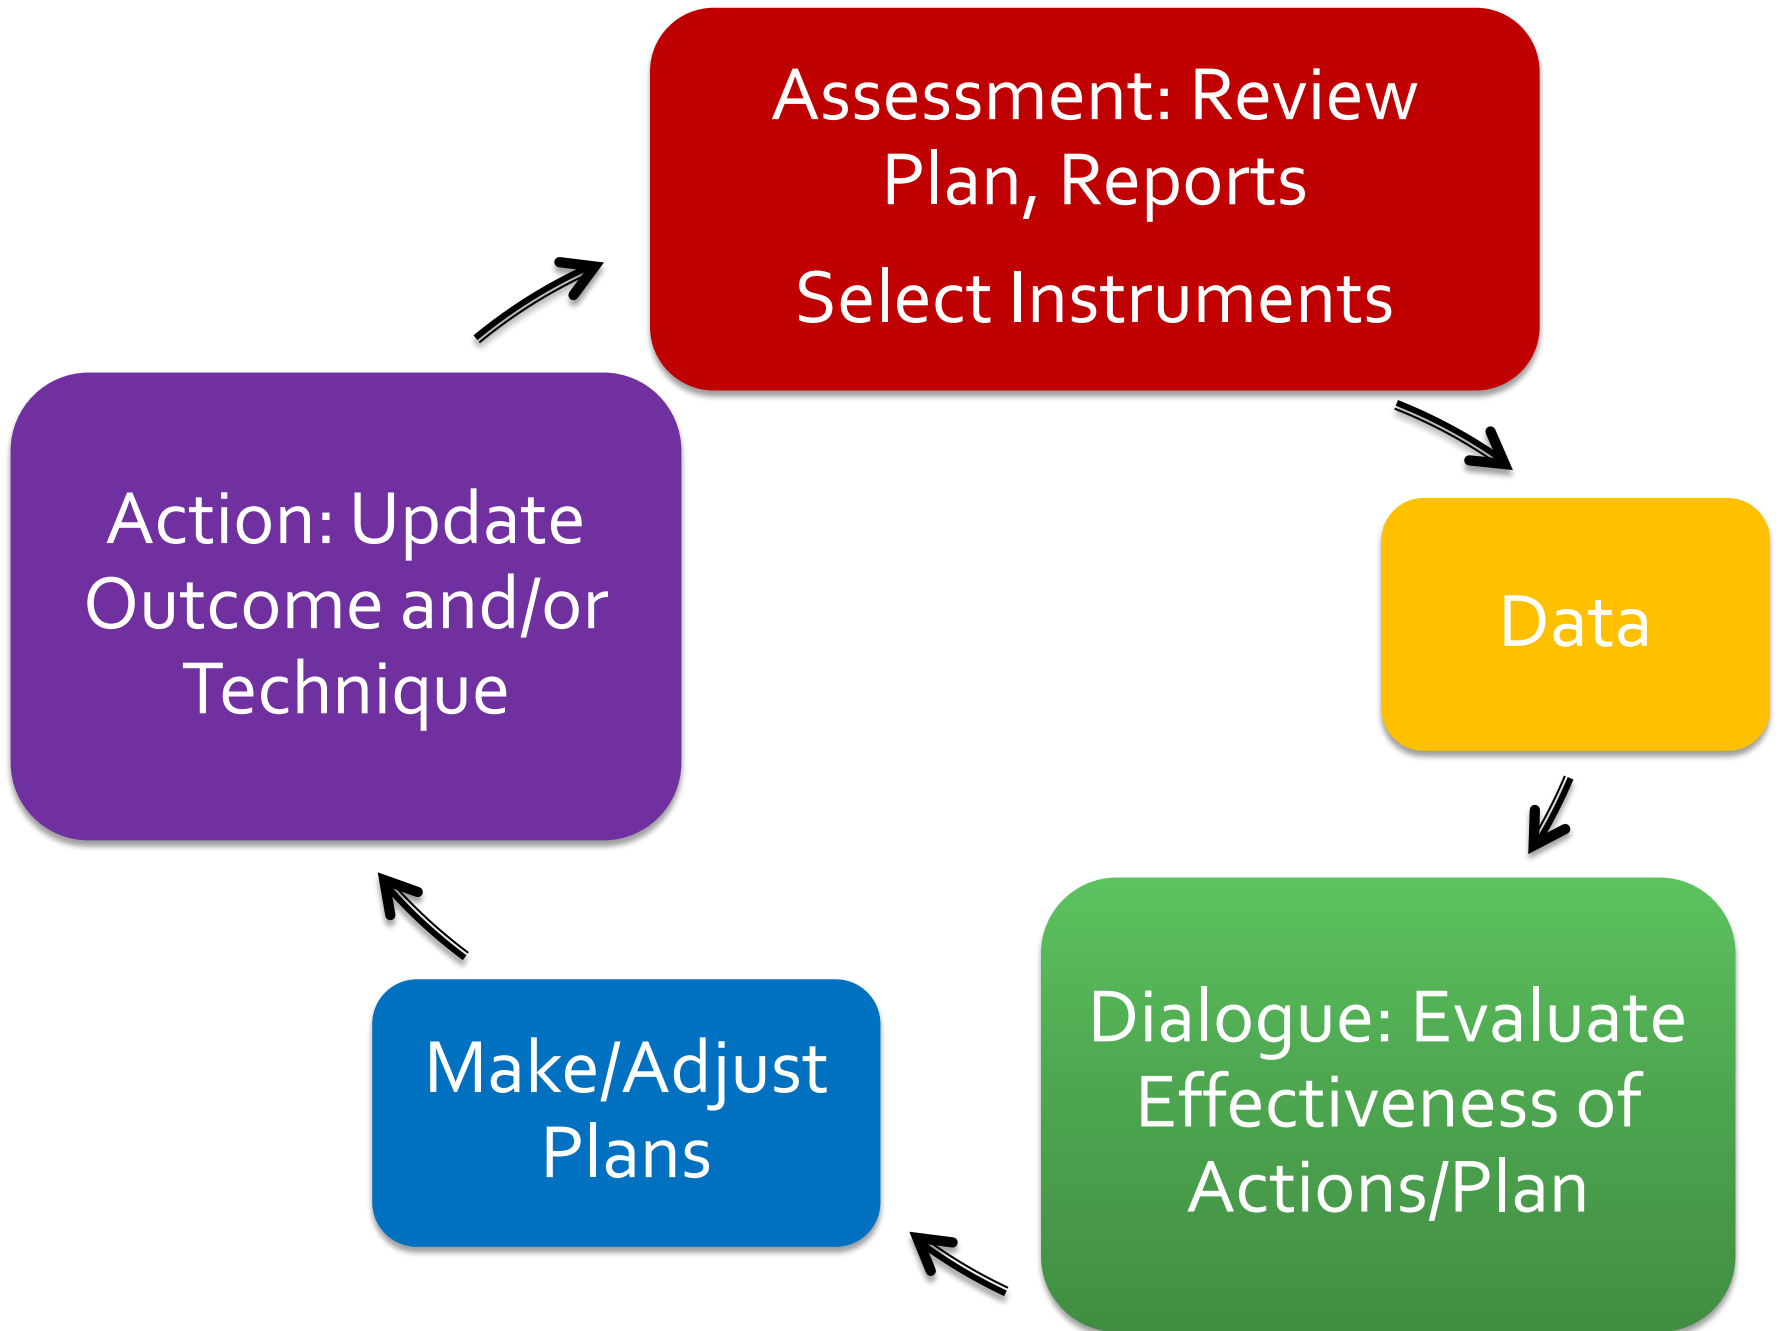 Assessment: Review
Plan, Reports
Select Instruments
Data
Dialogue: Evaluate
Effectiveness of
Actions/Plan
Make/Adjust
Plans
Action: Update
Outcome and/or
Technique